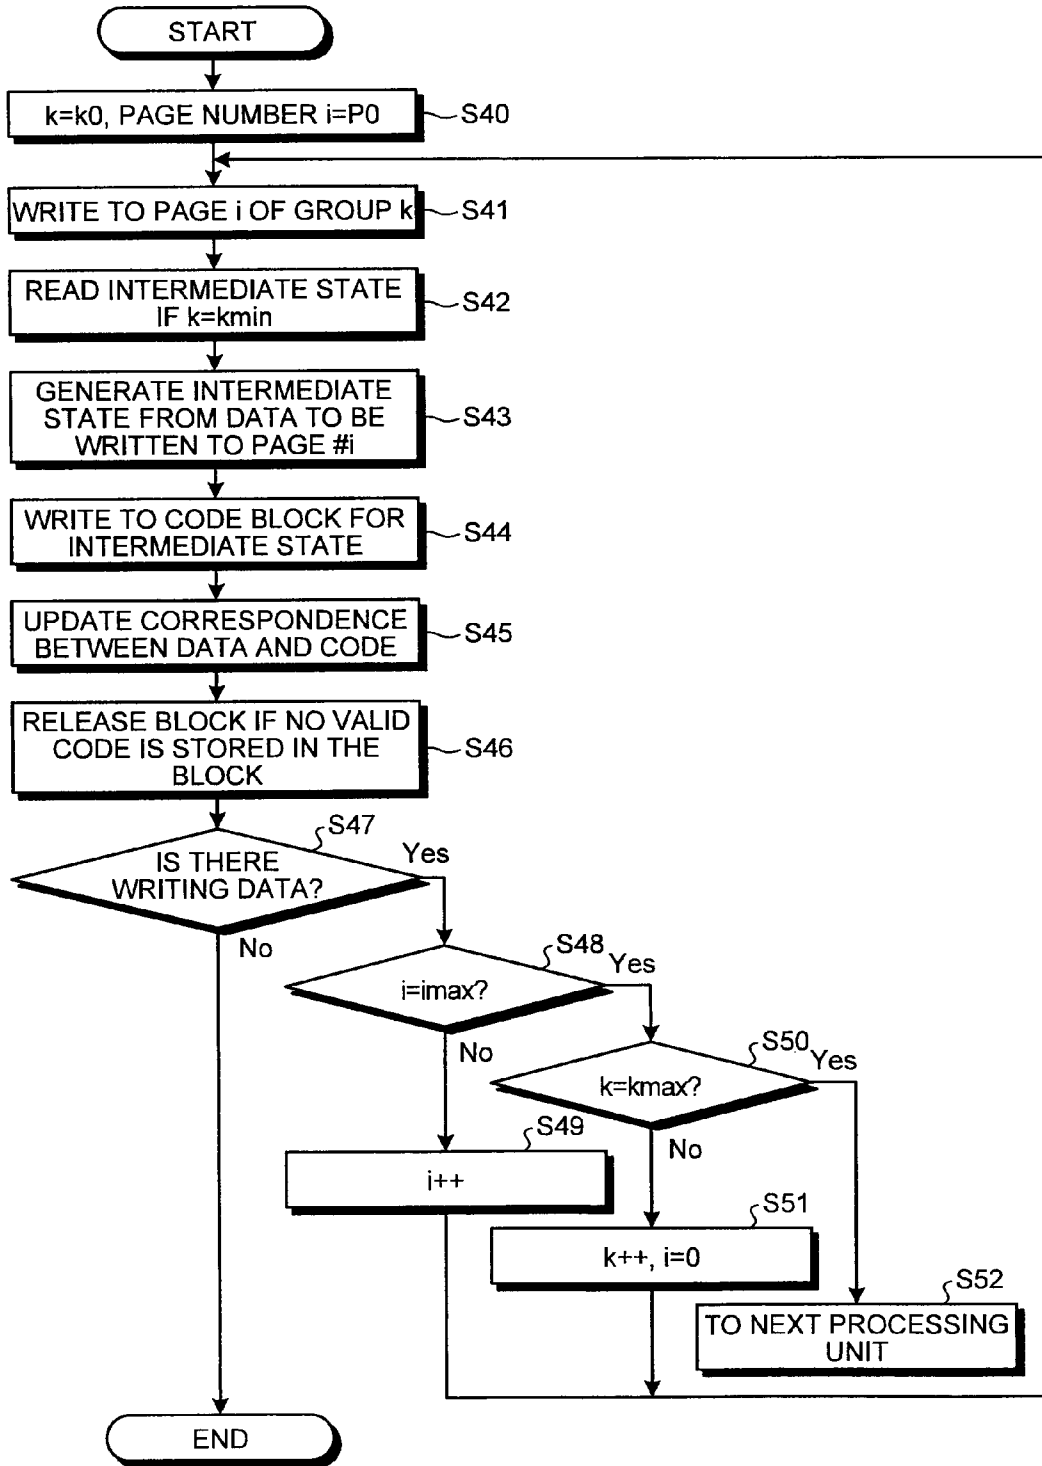 START
k=k0, PAGE NUMBER i=P0
S40
WRITE TO PAGE i OF GROUP k
S41
READ INTERMEDIATE STATE
IF k=kmin
S42
GENERATE INTERMEDIATE
STATE FROM DATA TO BE
WRITTEN TO PAGE #i
S43
WRITE TO CODE BLOCK FOR
INTERMEDIATE STATE
S44
UPDATE CORRESPONDENCE
BETWEEN DATA AND CODE
S45
RELEASE BLOCK IF NO VALID
CODE IS STORED IN THE
BLOCK
S46
S47
IS THERE
WRITING DATA?
Yes
No
S48
i=imax?
Yes
No
S50
k=kmax?
Yes
No
S49
i++
S51
k++, i=0
S52
TO NEXT PROCESSING
UNIT
END